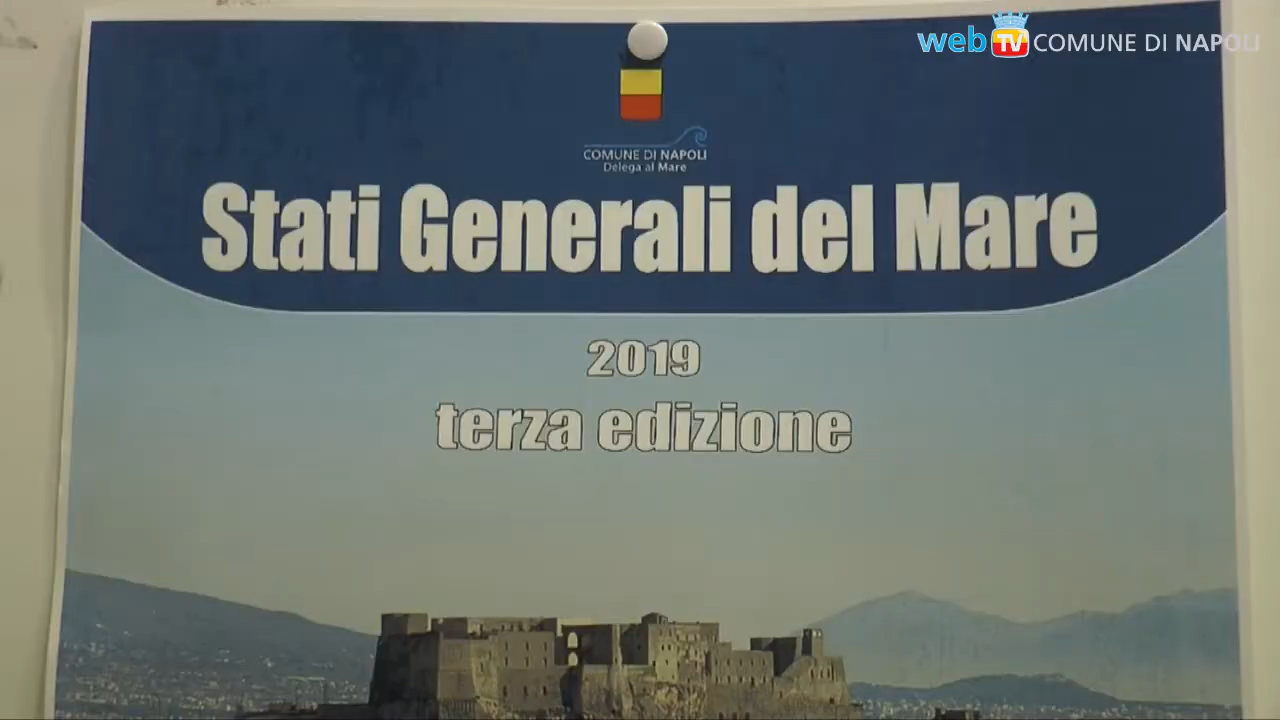 web TV COMUNE DI NAPOLI
COMUNE DI NAPOLI
Delega al Mare
Stati Generali del Mare
2019
terza edizione